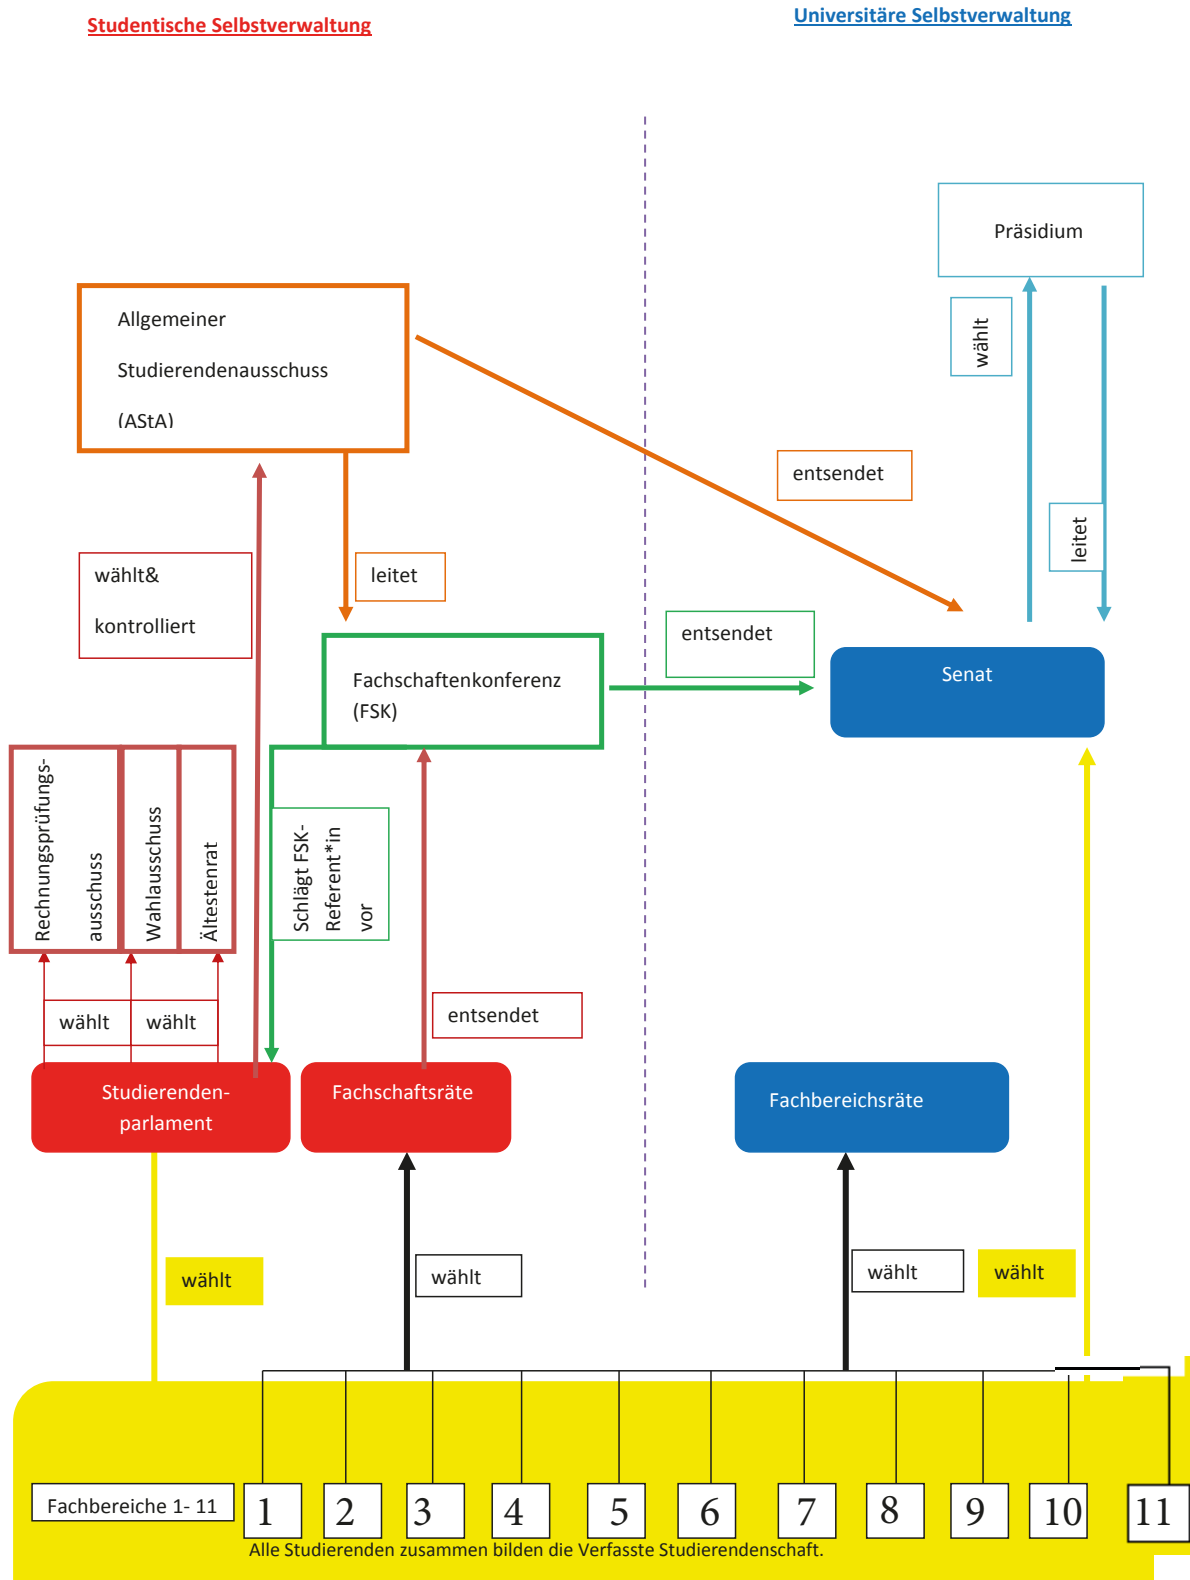 Studentische Selbstverwaltung
Universitäre Selbstverwaltung
Präsidium
wählt
leitet
Allgemeiner
Studierendenausschuss
(AStA)
entsendet
wählt&
kontrolliert
leitet
entsendet
Fachschaftenkonferenz
(FSK)
Senat
Rechnungsprüfungs-
ausschuss
Wahlausschuss
Ältestenrat
Schlägt FSK-
Referent*in
vor
wählt
wählt
entsendet
Studierenden-
parlament
Fachschaftsräte
Fachbereichsräte
wählt
wählt
wählt
wählt
Fachbereiche 1- 11
1 2 3 4 5 6 7 8 9 10 11
Alle Studierenden zusammen bilden die Verfasste Studierendenschaft.